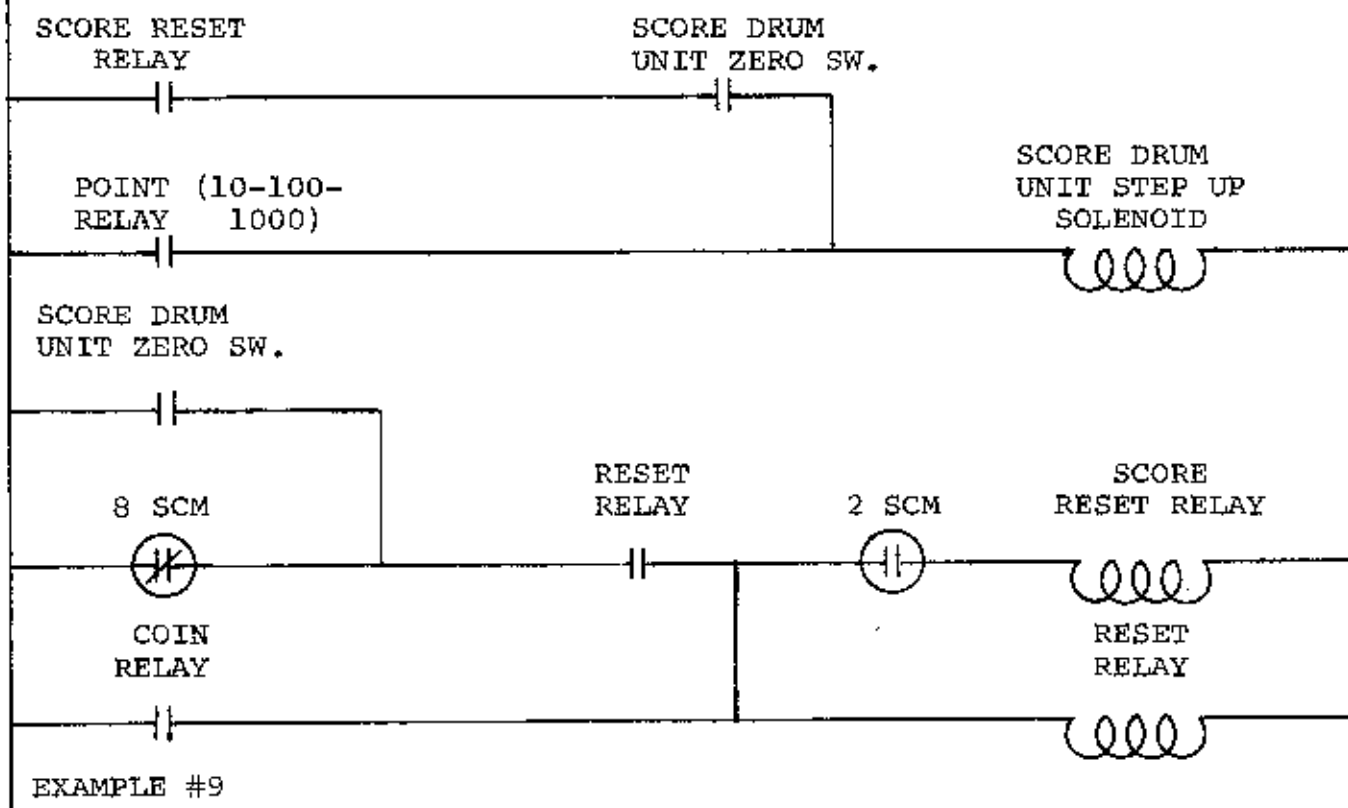 SCORE RESET
RELAY
SCORE DRUM
UNIT ZERO SW.
POINT (10-100-
RELAY 1000)
SCORE DRUM
UNIT STEP UP
SOLENOID
SCORE DRUM
UNIT ZERO SW.
8 SCM
RESET
RELAY
2 SCM
SCORE
RESET RELAY
COIN
RELAY
RESET
RELAY
EXAMPLE #9